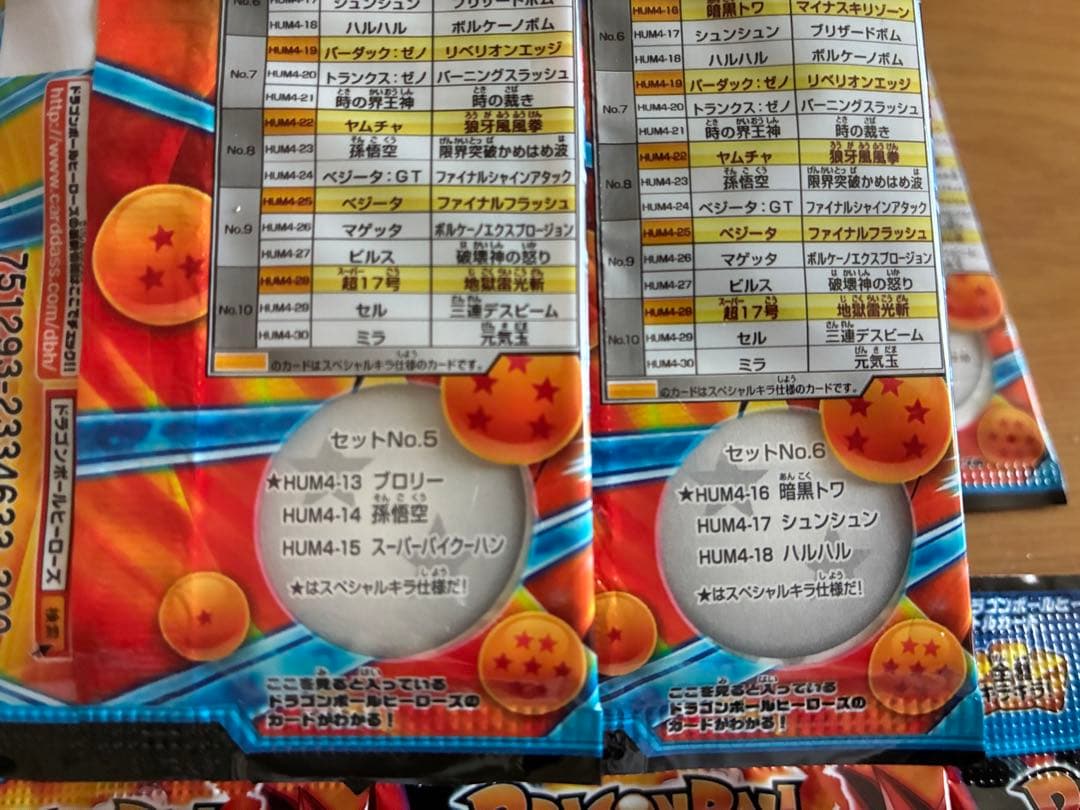 No.6
HUM4-17 シュンシュン ブリザードボム
HUM4-18 ハルハル ボルケーノボム
No.7
HUM4-19 バーダック:ゼノ リベリオンエッジ
HUM4-20 トランクス:ゼノ バーニングスラッシュ
HUM4-21 時の界王神 時の裁き
No.8
HUM4-22 ヤムチャ 狼牙風風拳
HUM4-23 孫悟空 限界突破かめはめ波
HUM4-24 ベジータ:GT ファイナルシャインアタック
No.9
HUM4-25 ベジータ ファイナルフラッシュ
HUM4-26 マゲッタ ボルケーノエクスプロージョン
HUM4-27 ビルス 破壊神の怒り
No.10
HUM4-28 超17号 地獄雷光斬
HUM4-29 セル 三連デスビーム
HUM4-30 ミラ 元気玉
のカードはスペシャルキラ仕様のカードです。
セットNo.5
★HUM4-13 ブロリー
HUM4-14 孫悟空
HUM4-15 スーパーバイクーハン
★はスペシャルキラ仕様だ!
ここを見ると入っている
ドラゴンボールヒーローズの
カードがわかる!
http://www.carddass.com/dbh/
ドラゴンボールヒーローズ 検索
No.6
HUM4-16 暗黒トワ マイナスキリゾーン
HUM4-17 シュンシュン ブリザードボム
HUM4-18 ハルハル ボルケーノボム
No.7
HUM4-19 バーダック:ゼノ リベリオンエッジ
HUM4-20 トランクス:ゼノ バーニングスラッシュ
HUM4-21 時の界王神 時の裁き
No.8
HUM4-22 ヤムチャ 狼牙風風拳
HUM4-23 孫悟空 限界突破かめはめ波
HUM4-24 ベジータ:GT ファイナルシャインアタック
No.9
HUM4-25 ベジータ ファイナルフラッシュ
HUM4-26 マゲッタ ボルケーノエクスプロージョン
HUM4-27 ビルス 破壊神の怒り
No.10
HUM4-28 超17号 地獄雷光斬
HUM4-29 セル 三連デスビーム
HUM4-30 ミラ 元気玉
のカードはスペシャルキラ仕様のカードです。
セットNo.6
★HUM4-16 暗黒トワ
HUM4-17 シュンシュン
HUM4-18 ハルハル
★はスペシャルキラ仕様だ!
ここを見ると入っている
ドラゴンボールヒーローズの
カードがわかる!